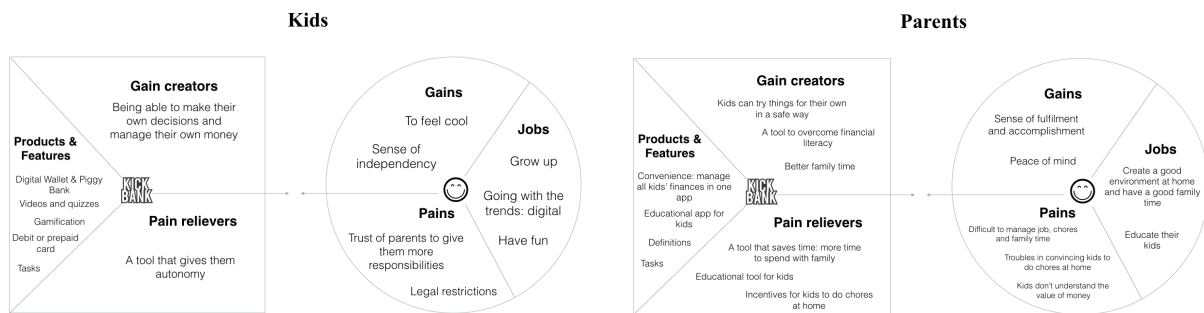 Kids
Gain creators
Being able to make their
own decisions and
manage their own money
Products &
Features
Digital Wallet & Piggy
Bank
Videos and quizzes
Gamification
Debit or prepaid
card
Tasks
KICK
BANK
Pain relievers
A tool that gives them
autonomy
Gains
To feel cool
Sense of
independency
Jobs
Grow up
Going with the
trends: digital
Have fun
Pains
Trust of parents to give
them more
responsibilities
Legal restrictions
Parents
Gain creators
Kids can try things for their own
in a safe way
A tool to overcome financial
literacy
Better family time
Products &
Features
Convenience: manage
all kids' finances in one
app
Educational app for
kids
Definitions
Tasks
KICK
BANK
Pain relievers
A tool that saves time: more time
to spend with family
Educational tool for kids
Incentives for kids to do chores
at home
Gains
Sense of fulfilment
and accomplishment
Peace of mind
Jobs
Create a good
environment at home
and have a good family
time
Educate their
kids
Pains
Difficult to manage job, chores
and family time
Troubles in convincing kids to
do chores at home
Kids don't understand the
value of money